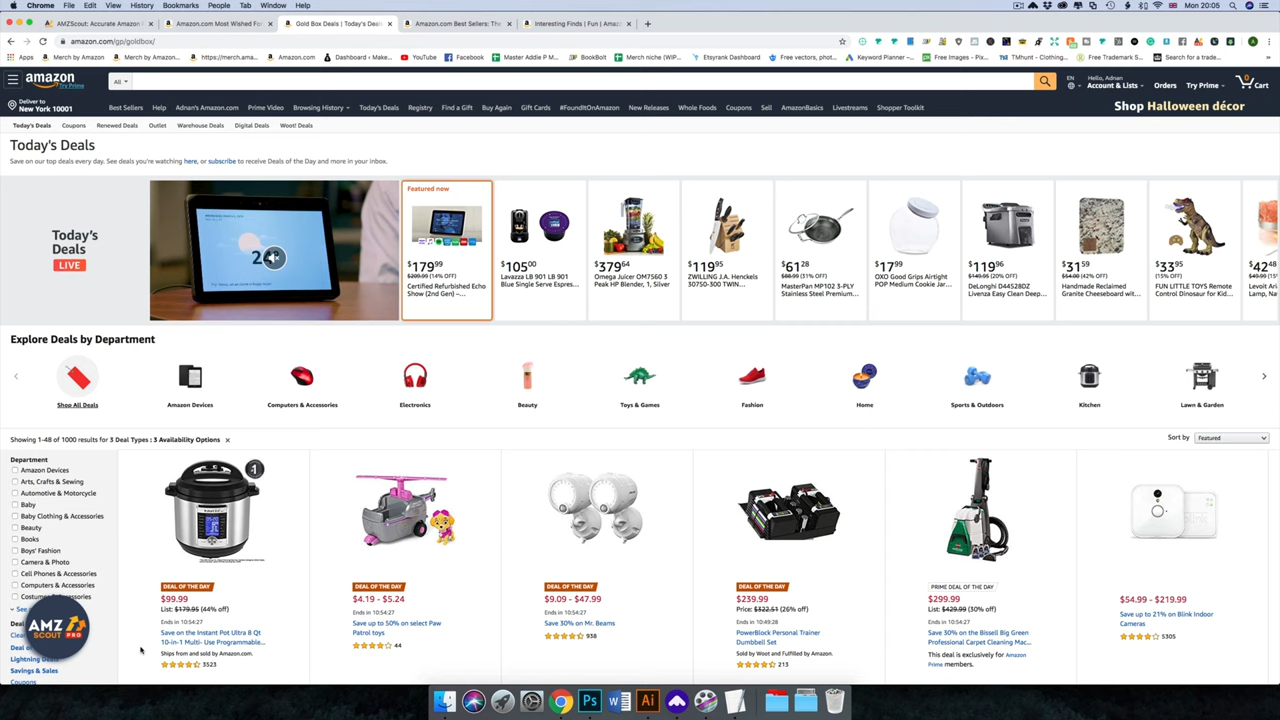 Chrome File Edit View History Bookmarks People Tab Window Help
Mon 20:05
AMZScout: Accurate Amazon
Amazon.com Most Wished Fo
Gold Box Deals | Today's Deals
Amazon.com Best Sellers: The
Interesting Finds | Fun | Amazo
amazon.com/gp/goldbox/
Apps Merch by Amazon Merch by Amazon... https://merch.ama... Amazon.com Dashboard ‹ Make... YouTube Facebook Master Addie P M... BookBolt Merch niche (WIP... Etsyrank Dashboard Free vectors, phot... Keyword Planner –... Free Images - Pix... TMhunt - Complet... Free Trademark S... Search for a trade...
amazon
Try Prime
All
EN
Hello, Adnan
Account & Lists
Orders
Try Prime
0
Cart
Deliver to
New York 10001
Best Sellers Help Adnan's Amazon.com Prime Video Browsing History Today's Deals Registry Find a Gift Buy Again Gift Cards #FoundItOnAmazon New Releases Whole Foods Coupons Sell AmazonBasics Livestreams Shopper Toolkit
Shop Halloween décor
Today's Deals Coupons Renewed Deals Outlet Warehouse Deals Digital Deals Woot! Deals
Today's Deals
Save on our top deals every day. See deals you're watching here, or subscribe to receive Deals of the Day and more in your inbox.
Today's
Deals
LIVE
24°
Featured now
$179.99
$209.99 (14% OFF)
Certified Refurbished Echo
Show (2nd Gen) –...
$105.00
Lavazza LB 901 LB 901
Blue Single Serve Espres...
$379.64
Omega Juicer OM7560 3
Peak HP Blender, 1, Silver
$119.95
ZWILLING J.A. Henckels
30750-300 TWIN...
$61.28
$88.99 (31% OFF)
MasterPan MP102 3-PLY
Stainless Steel Premium...
$17.99
OXO Good Grips Airtight
POP Medium Cookie Jar...
$119.96
$149.95 (20% OFF)
DeLonghi D44528DZ
Livenza Easy Clean Deep...
$31.59
$54.00 (42% OFF)
Handmade Reclaimed
Granite Cheeseboard wit...
$33.95
(15% OFF)
FUN LITTLE TOYS Remote
Control Dinosaur for Kid...
$42.48
Levoit Ari
Lamp, Na
Explore Deals by Department
Shop All Deals
Amazon Devices
Computers & Accessories
Electronics
Beauty
Toys & Games
Fashion
Home
Sports & Outdoors
Kitchen
Lawn & Garden
Showing 1-48 of 1000 results for 3 Deal Types : 3 Availability Options
Sort by Featured
Department
Amazon Devices
Arts, Crafts & Sewing
Automotive & Motorcycle
Baby
Baby Clothing & Accessories
Beauty
Books
Boys' Fashion
Camera & Photo
Cell Phones & Accessories
Computers & Accessories
Lightning Deals
Savings & Sales
Coupons
AMZ
SCOUT PRO
DEAL OF THE DAY
$99.99
List: $179.95 (44% off)
Ends in 10:54:27
Save on the Instant Pot Ultra 8 Qt
10-in-1 Multi- Use Programmable...
Ships from and sold by Amazon.com.
3523
DEAL OF THE DAY
$4.19 - $5.24
Ends in 10:54:27
Save up to 50% on select Paw
Patrol toys
44
DEAL OF THE DAY
$9.09 - $47.99
Ends in 10:54:27
Save 30% on Mr. Beams
938
DEAL OF THE DAY
$239.99
Price: $322.51 (26% off)
Ends in 10:49:28
PowerBlock Personal Trainer
Dumbbell Set
Sold by Woot and Fulfilled by Amazon.
213
PRIME DEAL OF THE DAY
$299.99
List: $429.99 (30% off)
Ends in 10:54:27
Save 30% on the Bissell Big Green
Professional Carpet Cleaning Mac...
This deal is exclusively for Amazon
Prime members.
$54.99 - $219.99
Save up to 21% on Blink Indoor
Cameras
5305
Ps
Ai